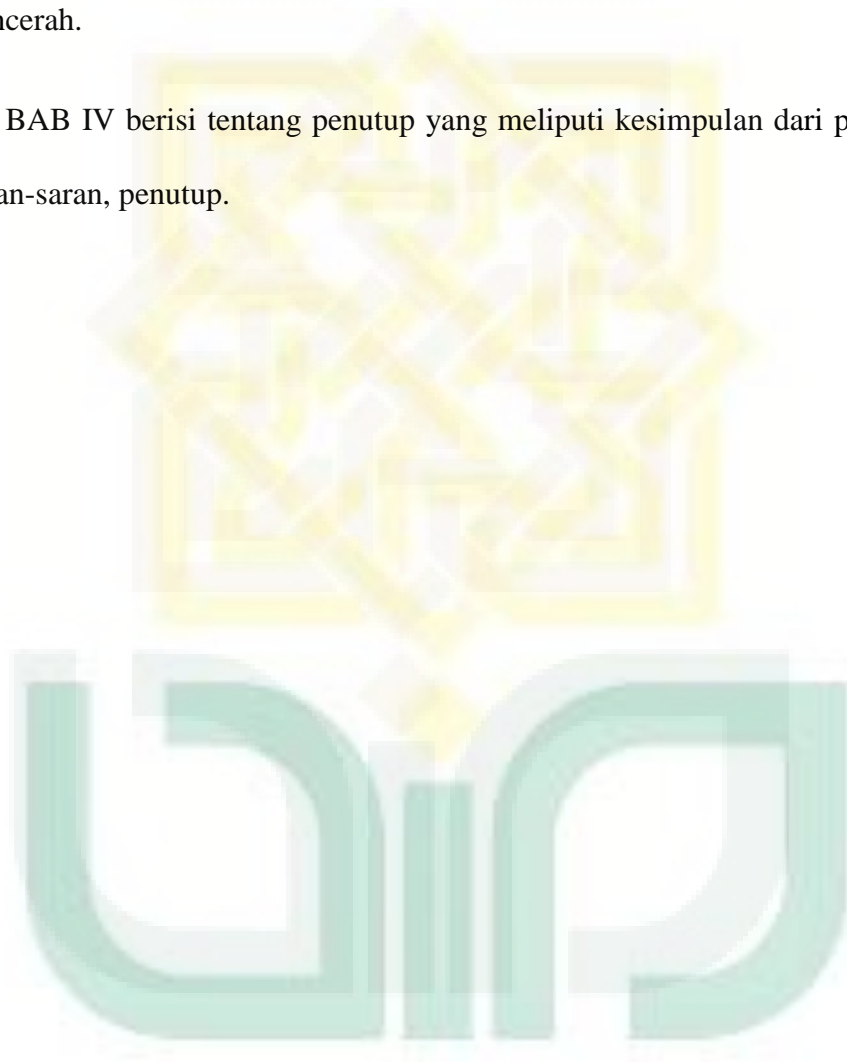 ncerah.
BAB IV berisi tentang penutup yang meliputi kesimpulan dari p
an-saran, penutup.